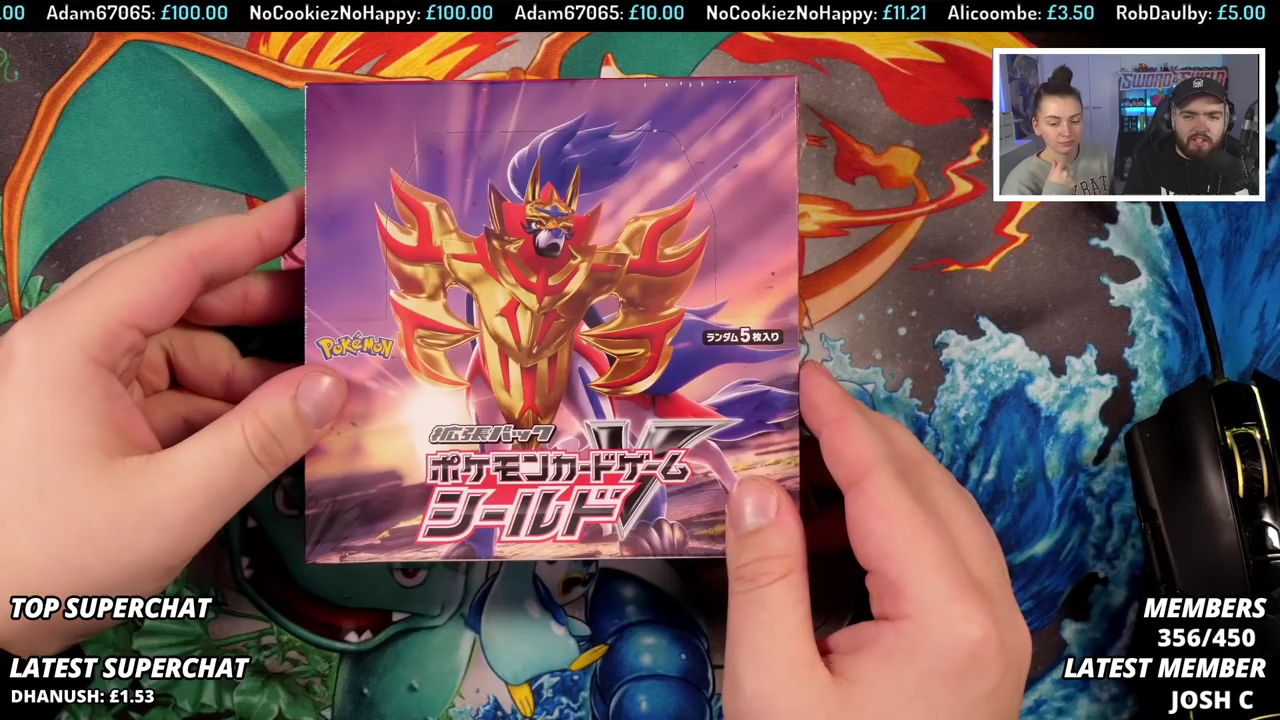 .00 Adam67065: £100.00 NoCookiezNoHappy: £100.00 Adam67065: £10.00 NoCookiezNoHappy: £11.21 Alicoombe: £3.50 RobDaulby: £5.00
SWORD SHIELD
POKÉMON
ランダム5枚入り
拡張パック
ポケモンカードゲーム
シールド
V
TOP SUPERCHAT
LATEST SUPERCHAT
DHANUSH: £1.53
MEMBERS
356/450
LATEST MEMBER
JOSH C